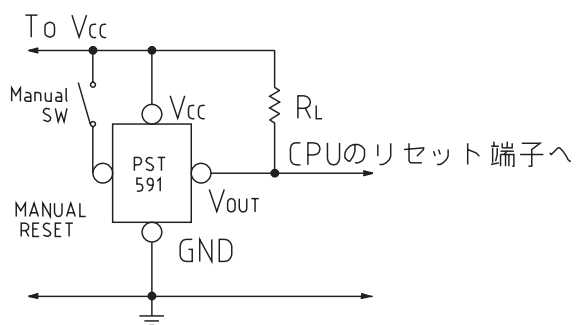 To Vcc
Manual
SW
Vcc
RL
CPUのリセット端子へ
PST
591
MANUAL
RESET
VOUT
GND